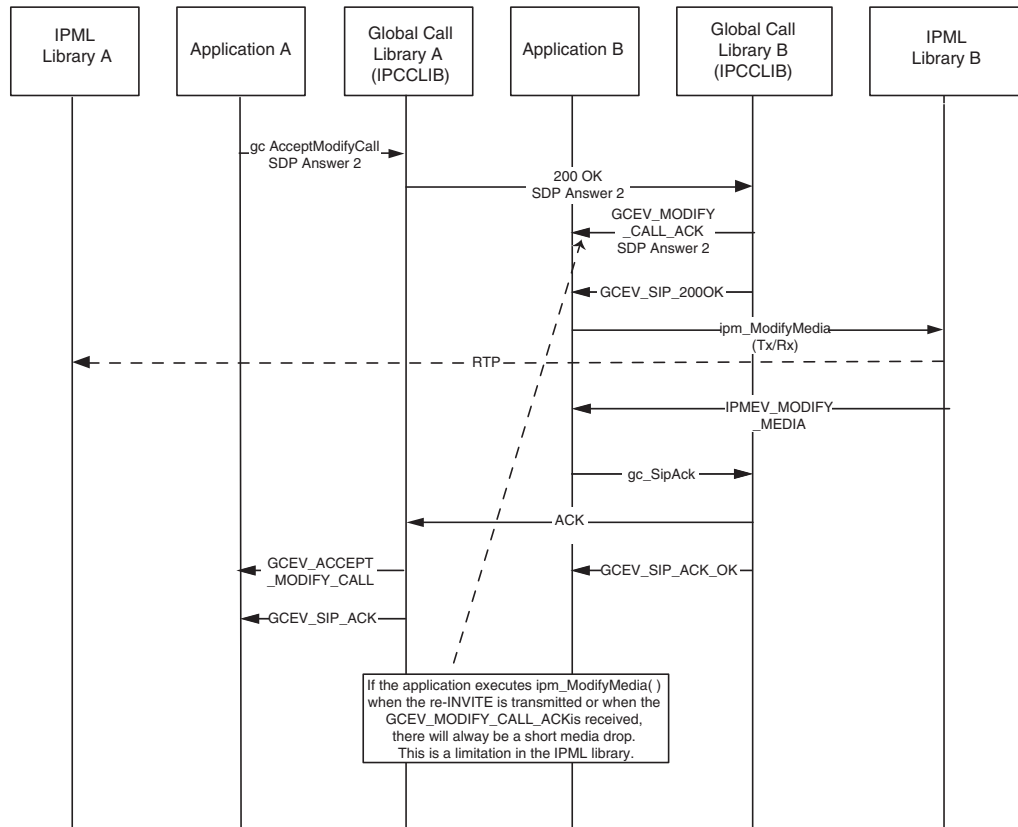 IPML
Library A
Application A
Global Call
Library A
(IPCCLIB)
Application B
Global Call
Library B
(IPCCLIB)
IPML
Library B
gc AcceptModifyCall
SDP Answer 2
200 OK
SDP Answer 2
GCEV_MODIFY
_CALL_ACK
SDP Answer 2
GCEV_SIP_200OK
ipm_ModifyMedia
(Tx/Rx)
RTP
IPMEV_MODIFY
_MEDIA
gc_SipAck
ACK
GCEV_ACCEPT
_MODIFY_CALL
GCEV_SIP_ACK_OK
GCEV_SIP_ACK
If the application executes ipm_ModifyMedia( )
when the re-INVITE is transmitted or when the
GCEV_MODIFY_CALL_ACKis received,
there will alway be a short media drop.
This is a limitation in the IPML library.